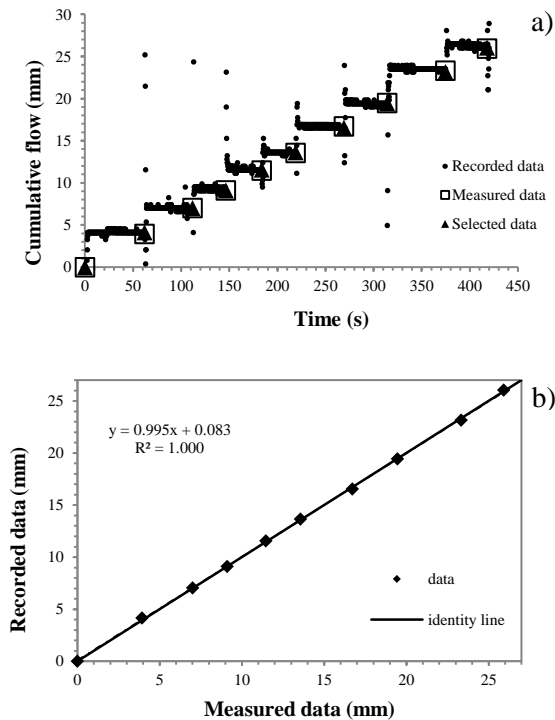 a)
30
25
20
15
10
5
0
Cumulative flow (mm)
Recorded data
Measured data
Selected data
0 50 100 150 200 250 300 350 400 450
Time (s)
b)
25
20
15
10
5
0
Recorded data (mm)
y = 0.995x + 0.083
R² = 1.000
data
identity line
0 5 10 15 20 25
Measured data (mm)